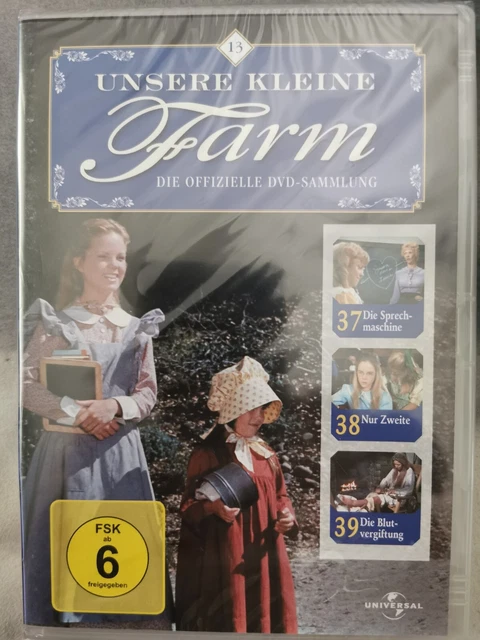 13
UNSERE KLEINE
Farm
DIE OFFIZIELLE DVD-SAMMLUNG
37 Die Sprech-
maschine
38 Nur Zweite
39 Die Blut-
vergiftung
FSK
ab
6
freigegeben
UNIVERSAL